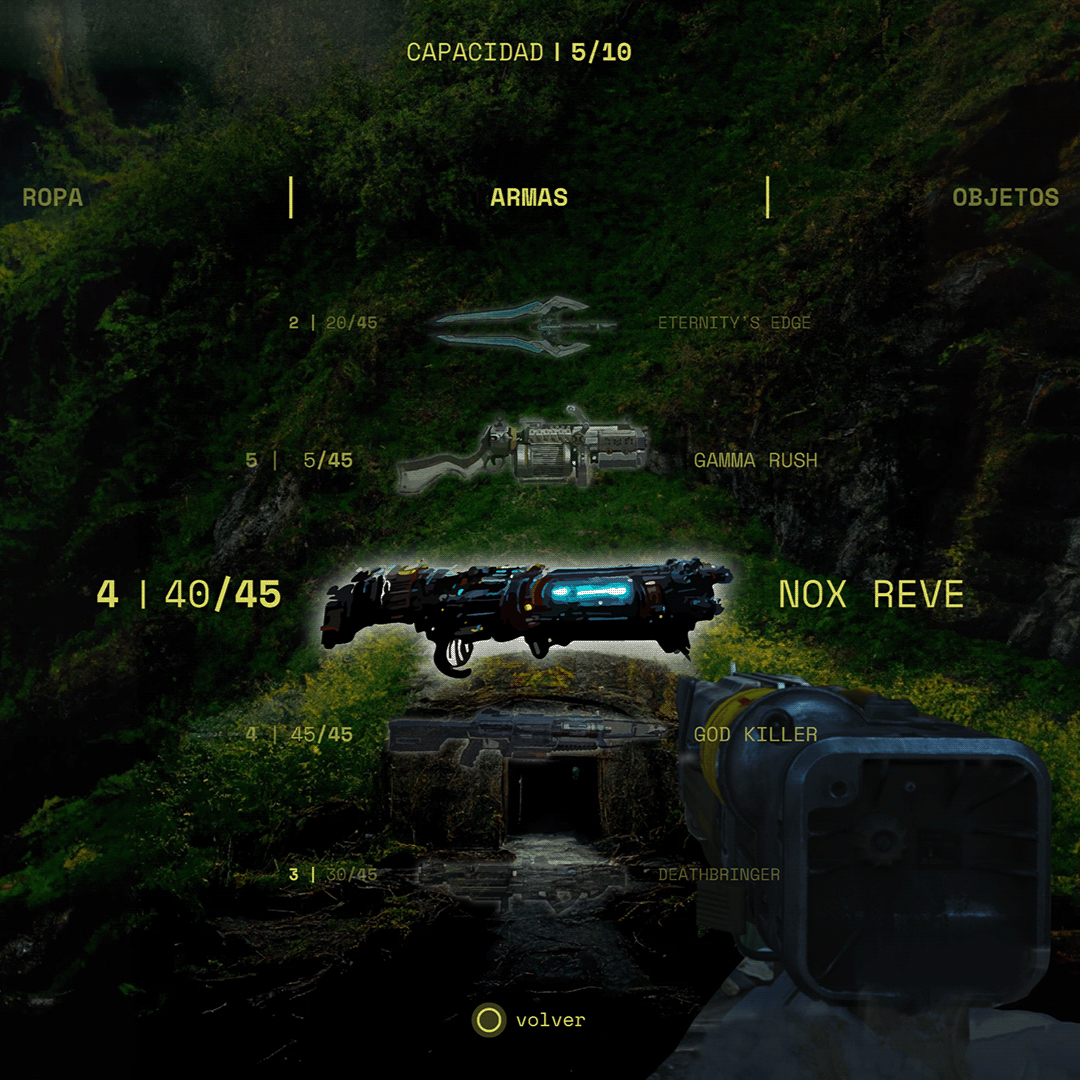 CAPACIDAD | 5/10
ROPA | ARMAS | OBJETOS
2 | 20/45 ETERNITY'S EDGE
5 | 5/45 GAMMA RUSH
4 | 40/45 NOX REVE
4 | 45/45 GOD KILLER
3 | 30/45 DEATHBRINGER
volver